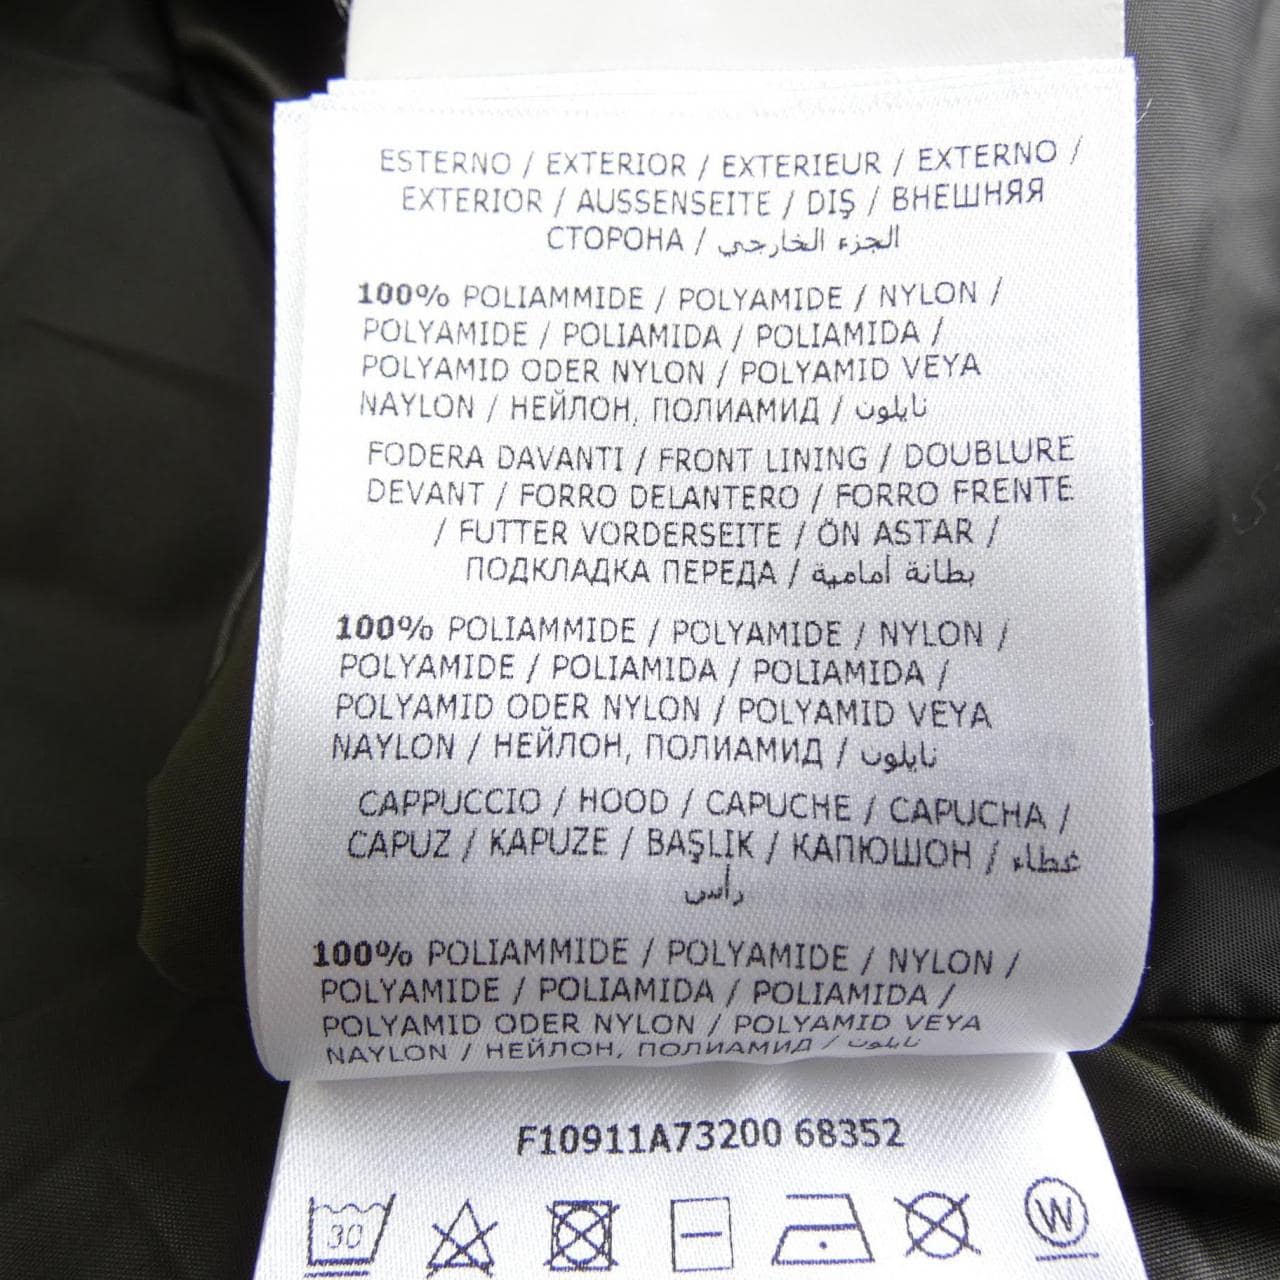 ESTERNO / EXTERIOR / EXTERIEUR / EXTERNO /
EXTERIOR / AUSSENSEITE / DIŞ / ВНЕШНЯЯ
СТОРОНА / الجزء الخارجي
100% POLIAMMIDE / POLYAMIDE / NYLON /
POLYAMIDE / POLIAMIDA / POLIAMIDA /
POLYAMID ODER NYLON / POLYAMID VEYA
NAYLON / НЕЙЛОН, ПОЛИАМИД / نايلون
FODERA DAVANTI / FRONT LINING / DOUBLURE
DEVANT / FORRO DELANTERO / FORRO FRENTE
/ FUTTER VORDERSEITE / ÖN ASTAR /
ПОДКЛАДКА ПЕРЕДА / بطانة أمامية
100% POLIAMMIDE / POLYAMIDE / NYLON /
POLYAMIDE / POLIAMIDA / POLIAMIDA /
POLYAMID ODER NYLON / POLYAMID VEYA
NAYLON / НЕЙЛОН, ПОЛИАМИД / نايلون
CAPPUCCIO / HOOD / CAPUCHE / CAPUCHA /
CAPUZ / KAPUZE / BAŞLIK / КАПЮШОН / غطاء
رأس
100% POLIAMMIDE / POLYAMIDE / NYLON /
POLYAMIDE / POLIAMIDA / POLIAMIDA /
POLYAMID ODER NYLON / POLYAMID VEYA
NAYLON / НЕЙЛОН, ПОЛИАМИД / نايلون
F10911A73200 68352
30 W